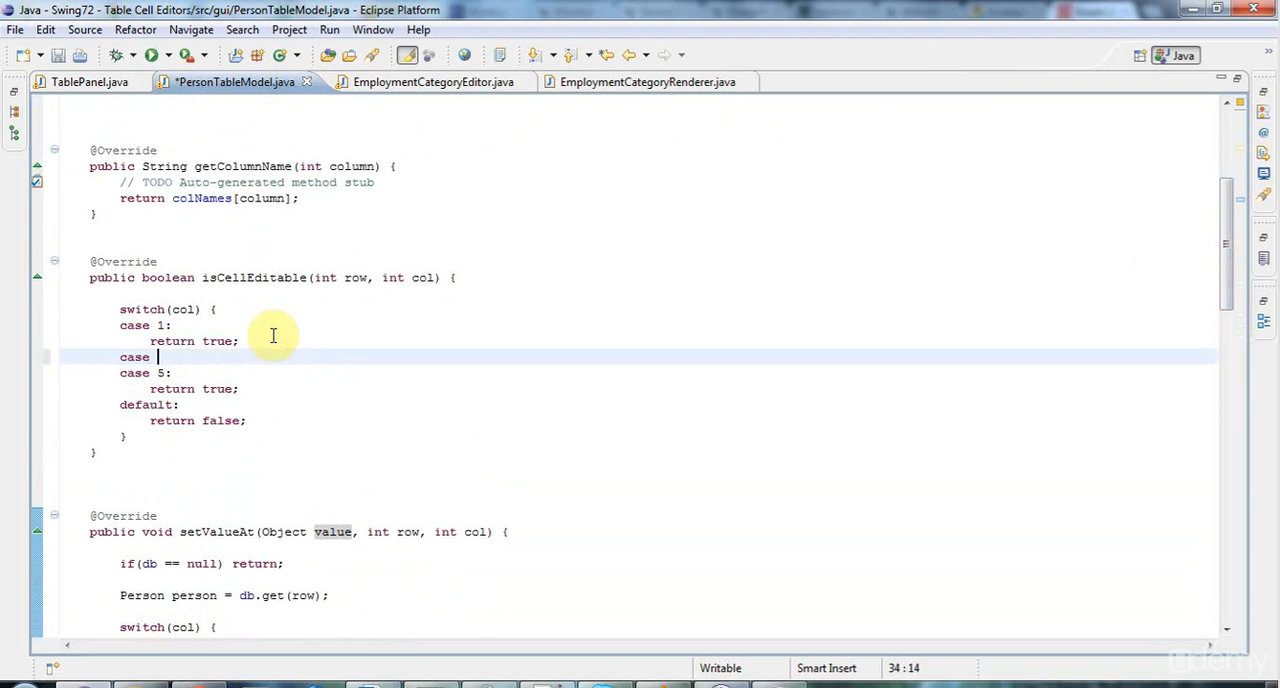 Java - Swing72 - Table Cell Editors/src/gui/PersonTableModel.java - Eclipse Platform
File Edit Source Refactor Navigate Search Project Run Window Help
Java
TablePanel.java *PersonTableModel.java EmploymentCategoryEditor.java EmploymentCategoryRenderer.java
@Override
public String getColumnName(int column) {
// TODO Auto-generated method stub
return colNames[column];
}
@Override
public boolean isCellEditable(int row, int col) {
switch(col) {
case 1:
return true;
case
case 5:
return true;
default:
return false;
}
}
@Override
public void setValueAt(Object value, int row, int col) {
if(db == null) return;
Person person = db.get(row);
switch(col) {
Writable Smart Insert 34 : 14
udemy